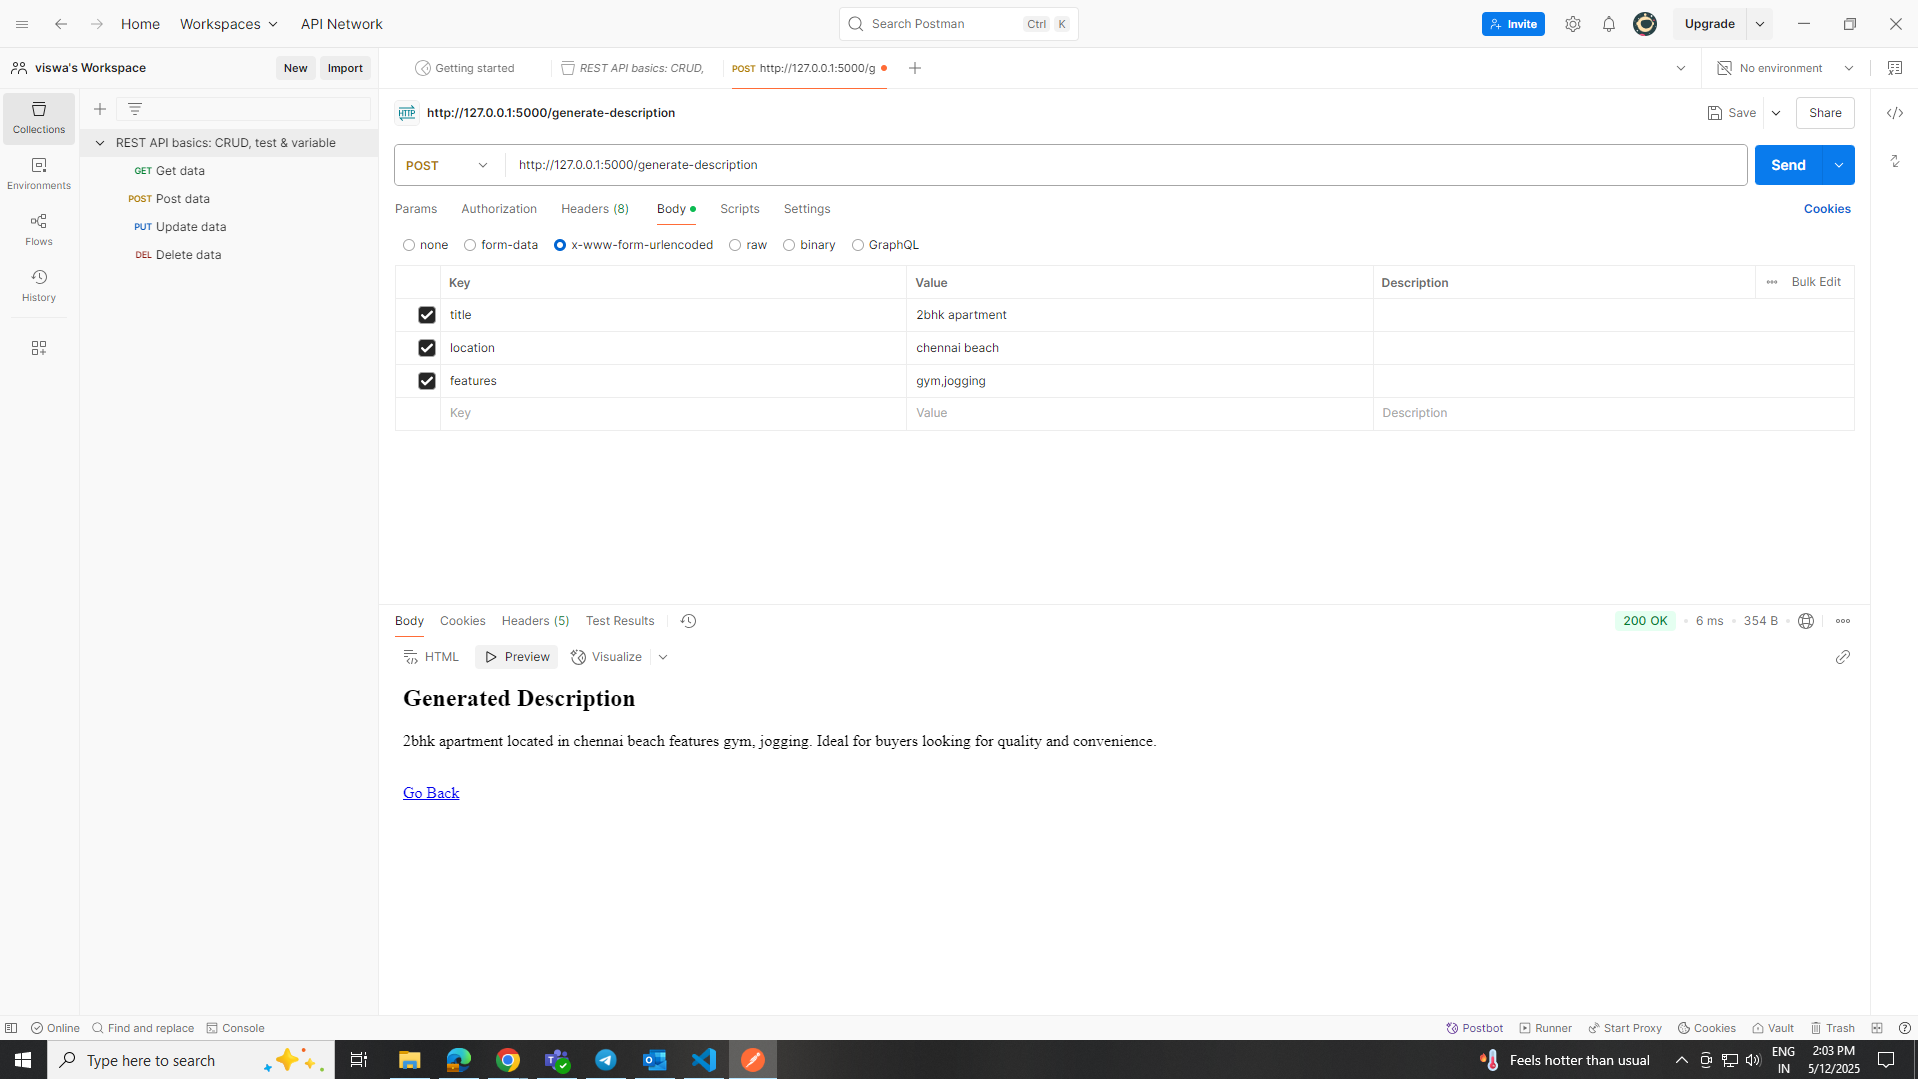 Home Workspaces API Network Search Postman Ctrl K Invite Upgrade
viswa's Workspace New Import Getting started REST API basics: CRUD, POST http://127.0.0.1:5000/g No environment
Collections
Environments
Flows
History
REST API basics: CRUD, test & variable
GET Get data
POST Post data
PUT Update data
DEL Delete data
HTTP http://127.0.0.1:5000/generate-description Save Share
POST http://127.0.0.1:5000/generate-description Send
Params Authorization Headers (8) Body Scripts Settings Cookies
none form-data x-www-form-urlencoded raw binary GraphQL
Key Value Description Bulk Edit
title 2bhk apartment
location chennai beach
features gym,jogging
Key Value Description
Body Cookies Headers (5) Test Results 200 OK 6 ms 354 B
HTML Preview Visualize
Generated Description
2bhk apartment located in chennai beach features gym, jogging. Ideal for buyers looking for quality and convenience.
Go Back
Online Find and replace Console Postbot Runner Start Proxy Cookies Vault Trash
Type here to search Feels hotter than usual ENG IN 2:03 PM 5/12/2025